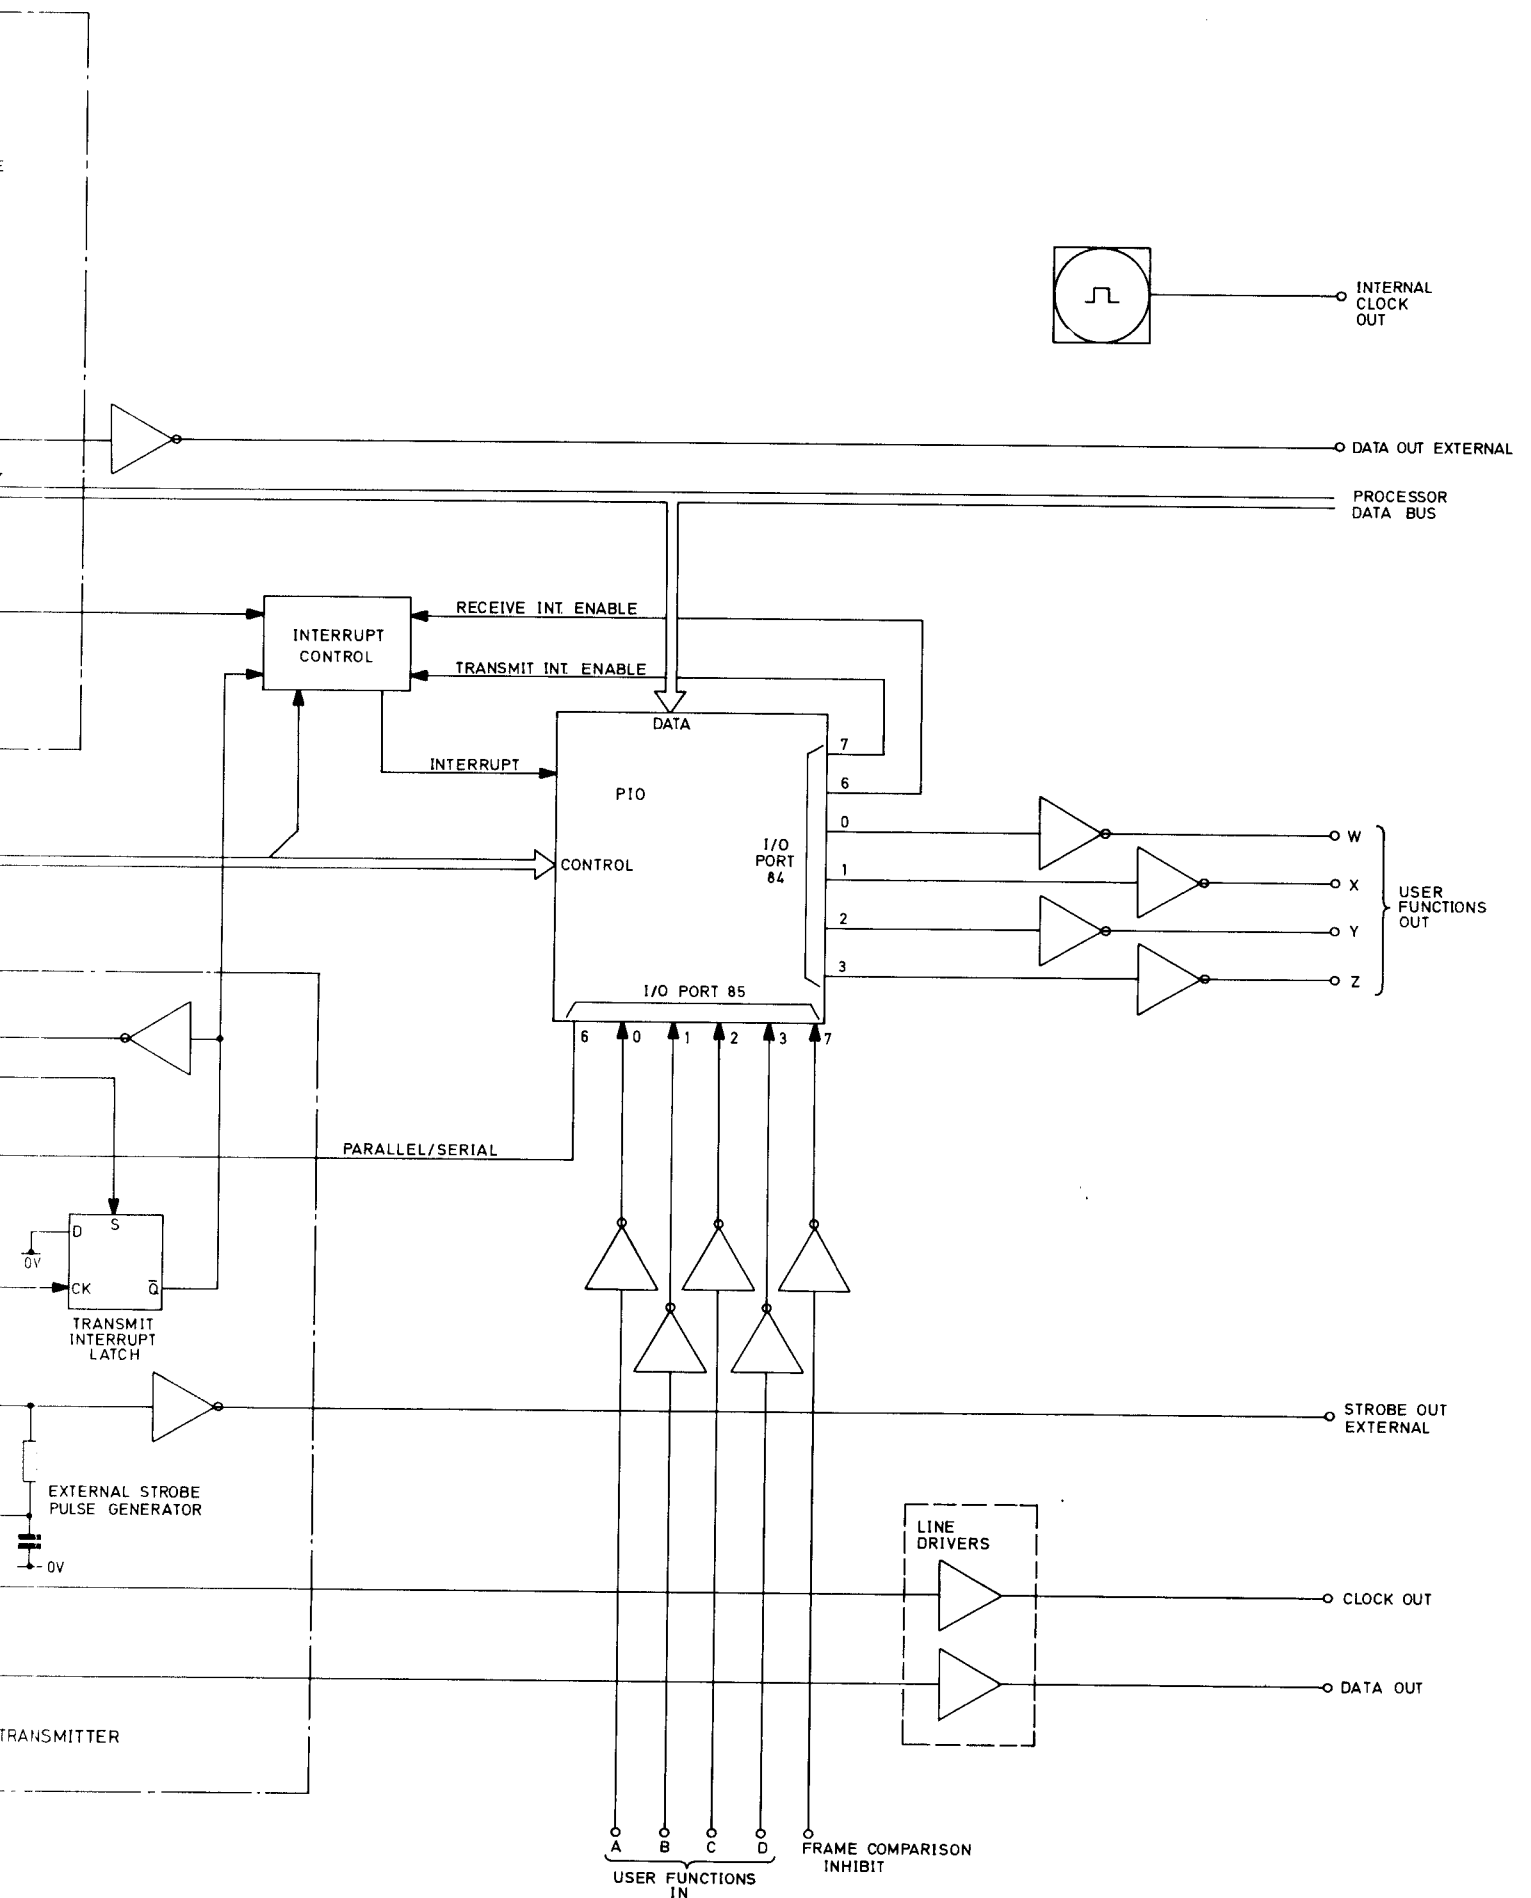 E
INTERNAL
CLOCK
OUT
DATA OUT EXTERNAL
PROCESSOR
DATA BUS
RECEIVE INT. ENABLE
INTERRUPT
CONTROL
TRANSMIT INT. ENABLE
DATA
7
INTERRUPT
6
PIO
0
W
I/O
PORT
84
CONTROL
1
X
USER
FUNCTIONS
OUT
2
Y
3
Z
I/O PORT 85
6
0
1
2
3
7
PARALLEL/SERIAL
S
D
0V
CK
Q̅
TRANSMIT
INTERRUPT
LATCH
STROBE OUT
EXTERNAL
EXTERNAL STROBE
PULSE GENERATOR
0V
LINE
DRIVERS
CLOCK OUT
DATA OUT
TRANSMITTER
A
B
C
D
FRAME COMPARISON
INHIBIT
USER FUNCTIONS
IN